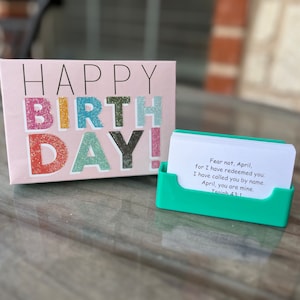 HAPPY
BIRTH
DAY!
Fear not, April,
for I have redeemed you.
I have called you by name
April, you are mine.
Isaiah 43:1